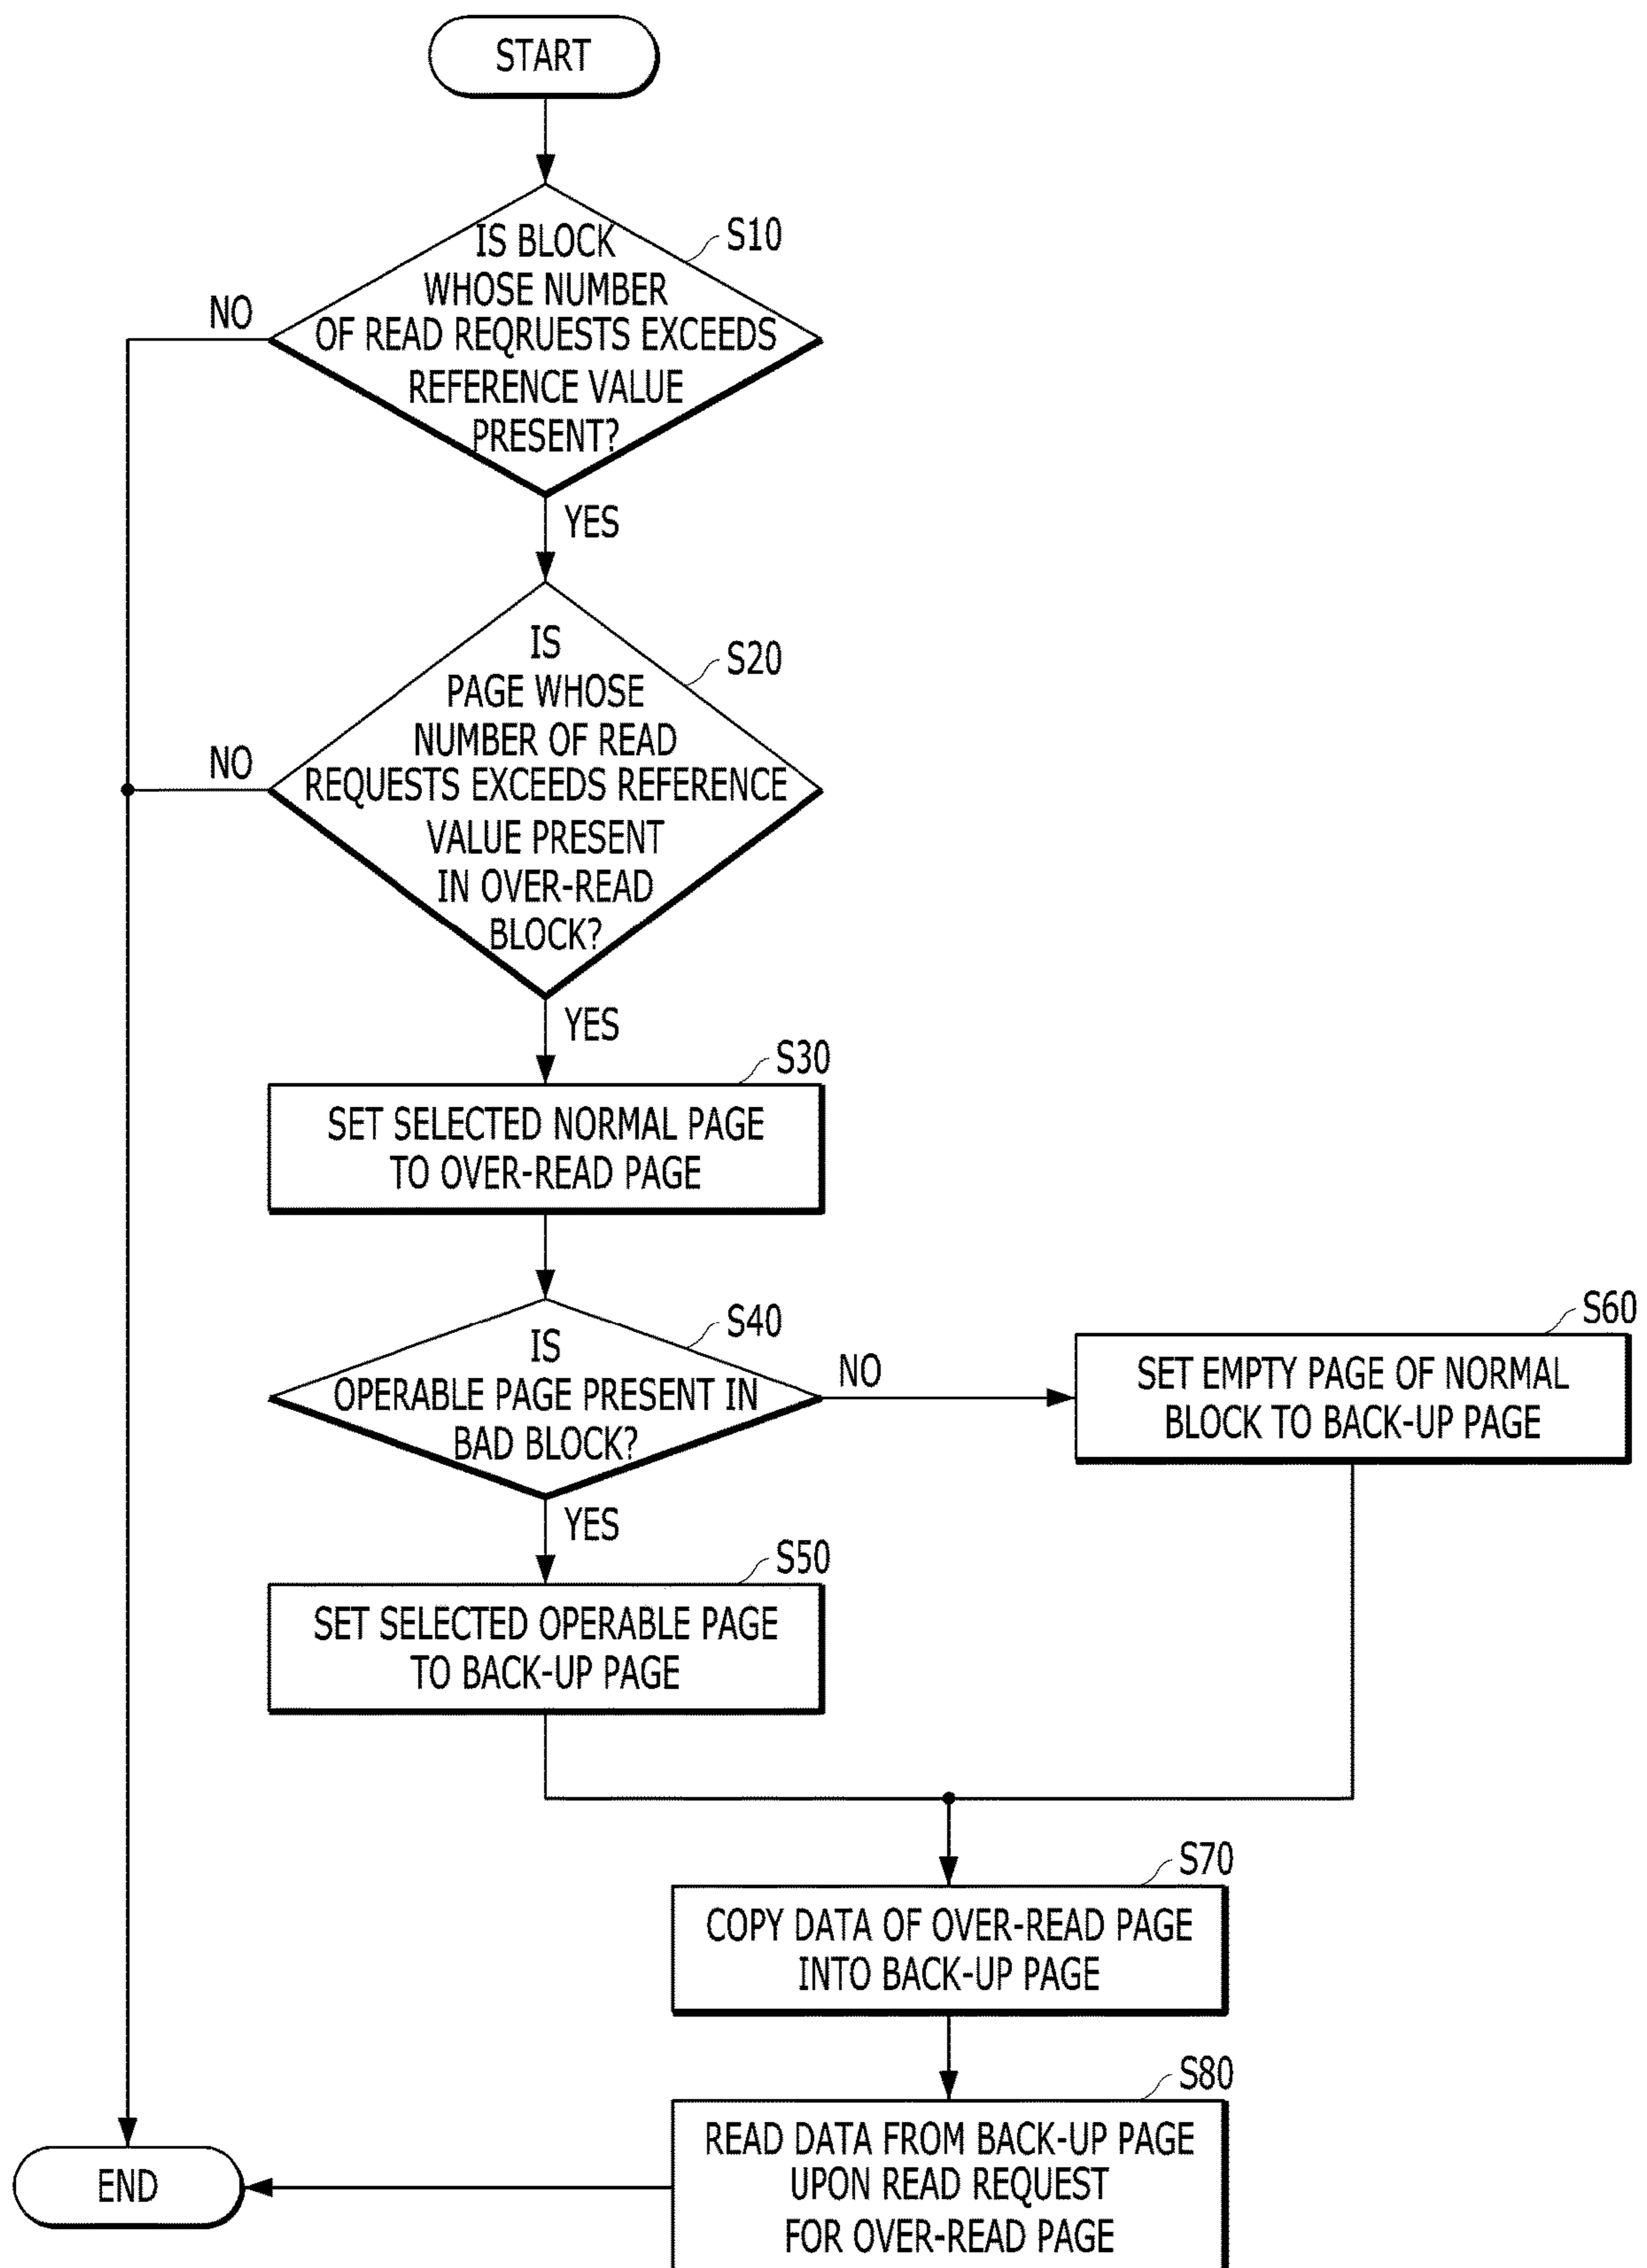 START
S10
IS BLOCK
WHOSE NUMBER
OF READ REQRUESTS EXCEEDS
REFERENCE VALUE
PRESENT?
NO
YES
S20
IS
PAGE WHOSE
NUMBER OF READ
REQUESTS EXCEEDS REFERENCE
VALUE PRESENT
IN OVER-READ
BLOCK?
NO
YES
S30
SET SELECTED NORMAL PAGE
TO OVER-READ PAGE
S40
IS
OPERABLE PAGE PRESENT IN
BAD BLOCK?
NO
YES
S60
SET EMPTY PAGE OF NORMAL
BLOCK TO BACK-UP PAGE
S50
SET SELECTED OPERABLE PAGE
TO BACK-UP PAGE
S70
COPY DATA OF OVER-READ PAGE
INTO BACK-UP PAGE
S80
READ DATA FROM BACK-UP PAGE
UPON READ REQUEST
FOR OVER-READ PAGE
END